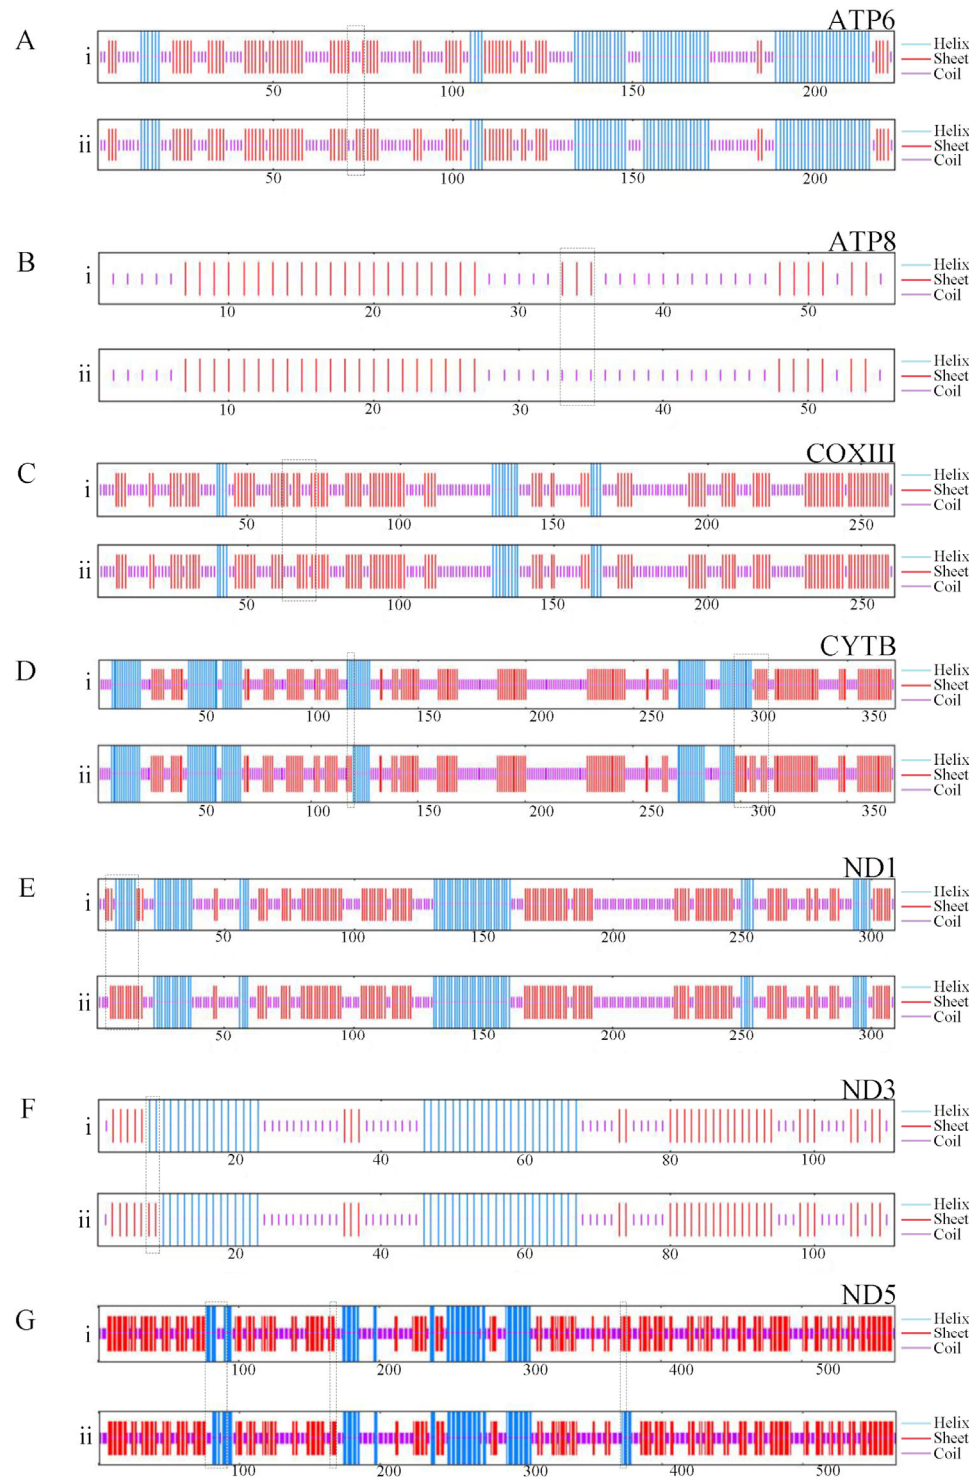 A
ATP6
i
Helix
Sheet
Coil
50
100
150
200
ii
Helix
Sheet
Coil
50
100
150
200
B
ATP8
i
Helix
Sheet
Coil
10
20
30
40
50
ii
Helix
Sheet
Coil
10
20
30
40
50
C
COXIII
i
Helix
Sheet
Coil
50
100
150
200
250
ii
Helix
Sheet
Coil
50
100
150
200
250
D
CYTB
i
Helix
Sheet
Coil
50
100
150
200
250
300
350
ii
Helix
Sheet
Coil
50
100
150
200
250
300
350
E
ND1
i
Helix
Sheet
Coil
50
100
150
200
250
300
ii
Helix
Sheet
Coil
50
100
150
200
250
300
F
ND3
i
Helix
Sheet
Coil
20
40
60
80
100
ii
Helix
Sheet
Coil
20
40
60
80
100
G
ND5
i
Helix
Sheet
Coil
100
200
300
400
500
ii
Helix
Sheet
Coil
100
200
300
400
500